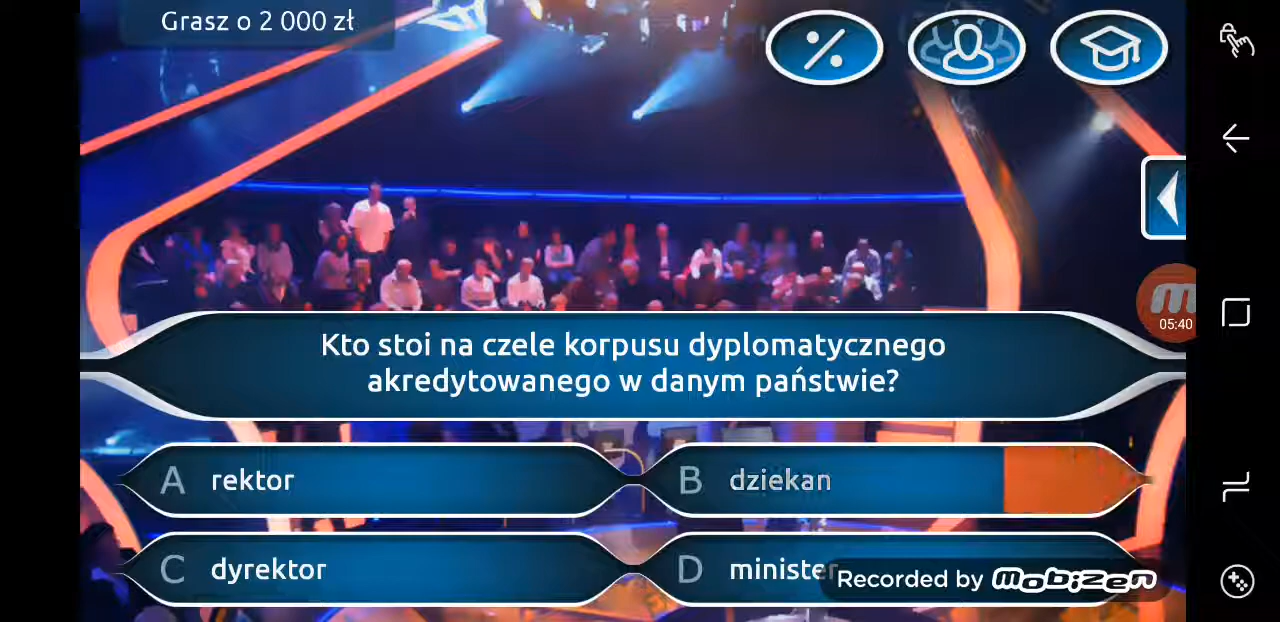 Grasz o 2 000 zł
05:40
Kto stoi na czele korpusu dyplomatycznego
akredytowanego w danym państwie?
A rektor
B dziekan
C dyrektor
D minister
Recorded by mobizen